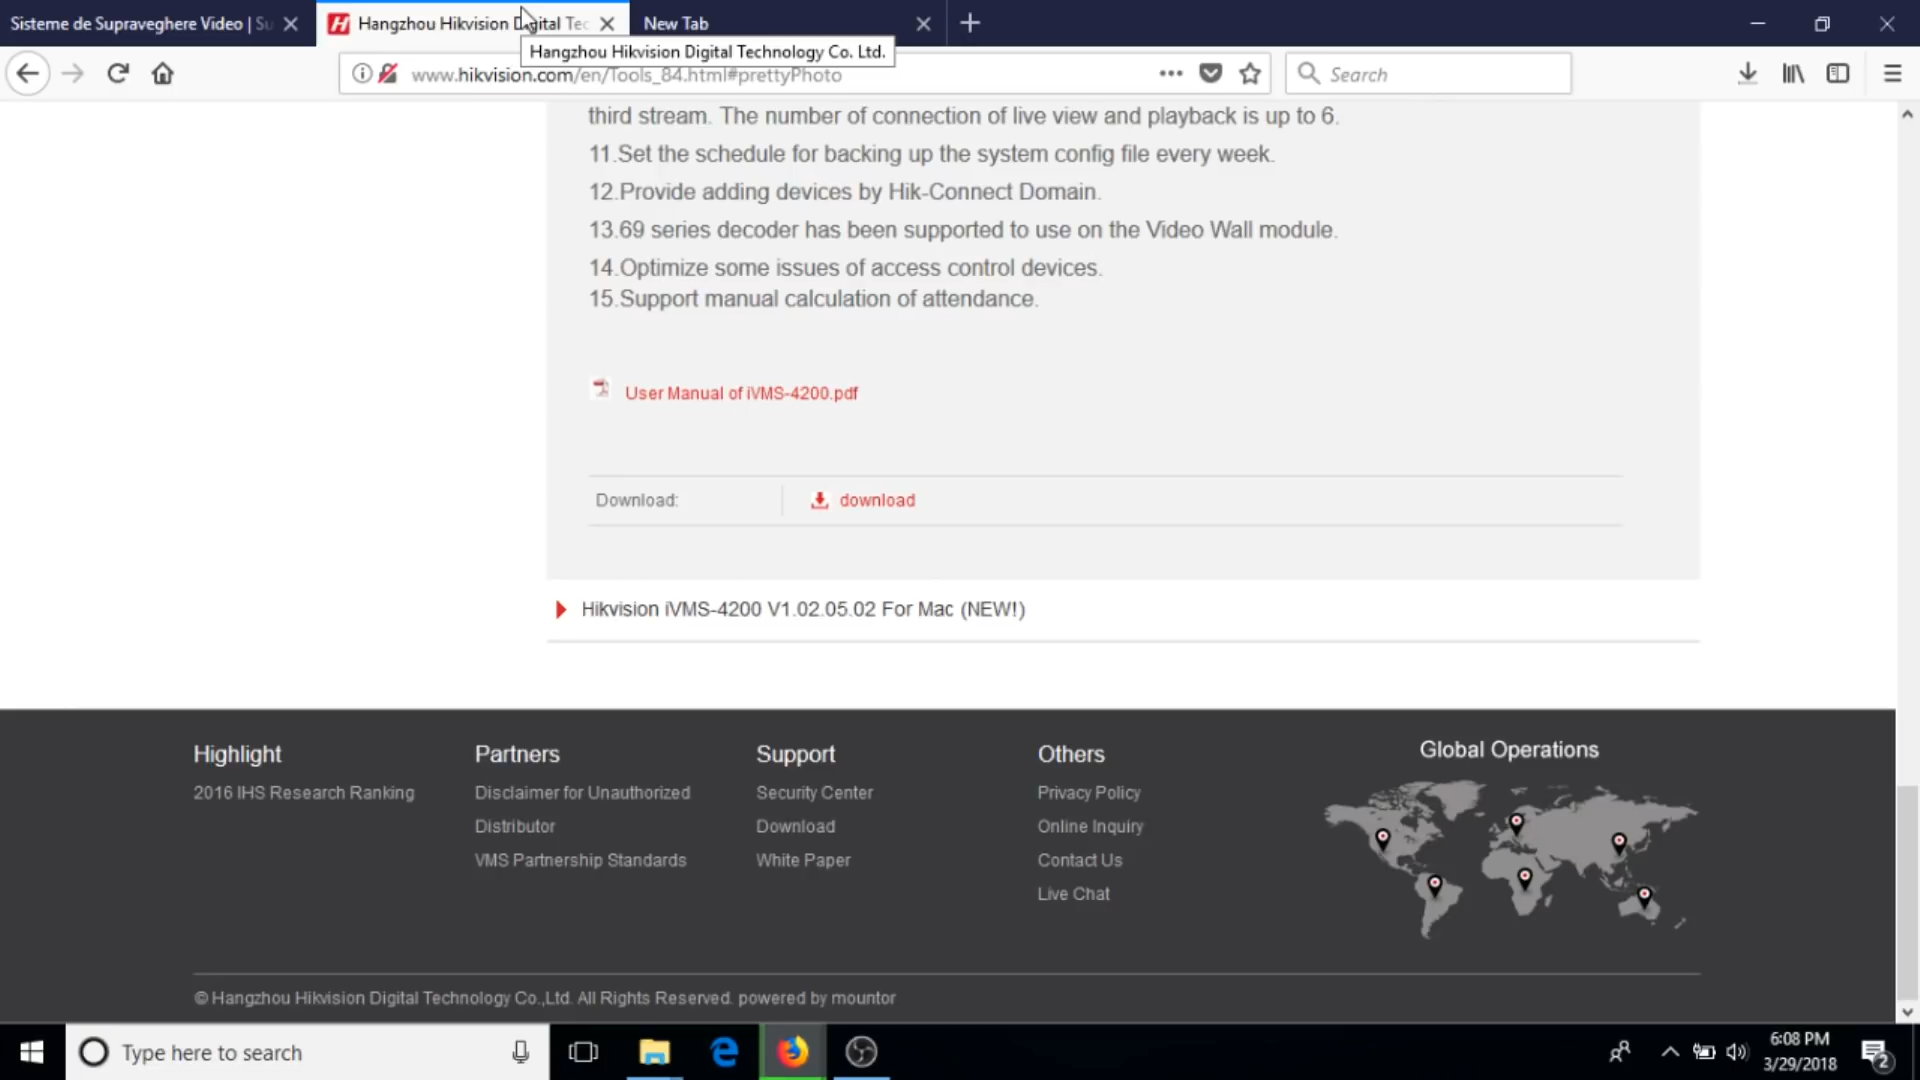 Sisteme de Supraveghere Video | Su
Hangzhou Hikvision Digital Tec
New Tab
Hangzhou Hikvision Digital Technology Co. Ltd.
www.hikvision.com/en/Tools_84.html#prettyPhoto
Search
third stream. The number of connection of live view and playback is up to 6.
11.Set the schedule for backing up the system config file every week.
12.Provide adding devices by Hik-Connect Domain.
13.69 series decoder has been supported to use on the Video Wall module.
14.Optimize some issues of access control devices.
15.Support manual calculation of attendance.
User Manual of iVMS-4200.pdf
Download:
download
Hikvision iVMS-4200 V1.02.05.02 For Mac (NEW!)
Highlight
2016 IHS Research Ranking
Partners
Disclaimer for Unauthorized
Distributor
VMS Partnership Standards
Support
Security Center
Download
White Paper
Others
Privacy Policy
Online Inquiry
Contact Us
Live Chat
Global Operations
© Hangzhou Hikvision Digital Technology Co.,Ltd. All Rights Reserved. powered by mountor
Type here to search
6:08 PM
3/29/2018
2